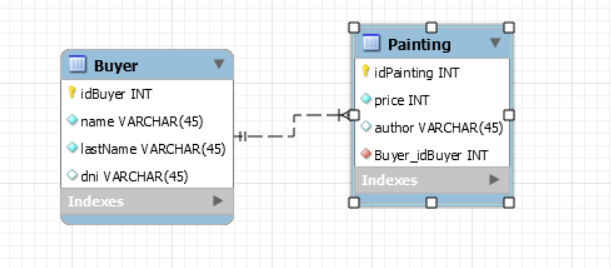 Buyer
idBuyer INT
name VARCHAR(45)
lastName VARCHAR(45)
dni VARCHAR(45)
Indexes
Painting
idPainting INT
price INT
author VARCHAR(45)
Buyer_idBuyer INT
Indexes